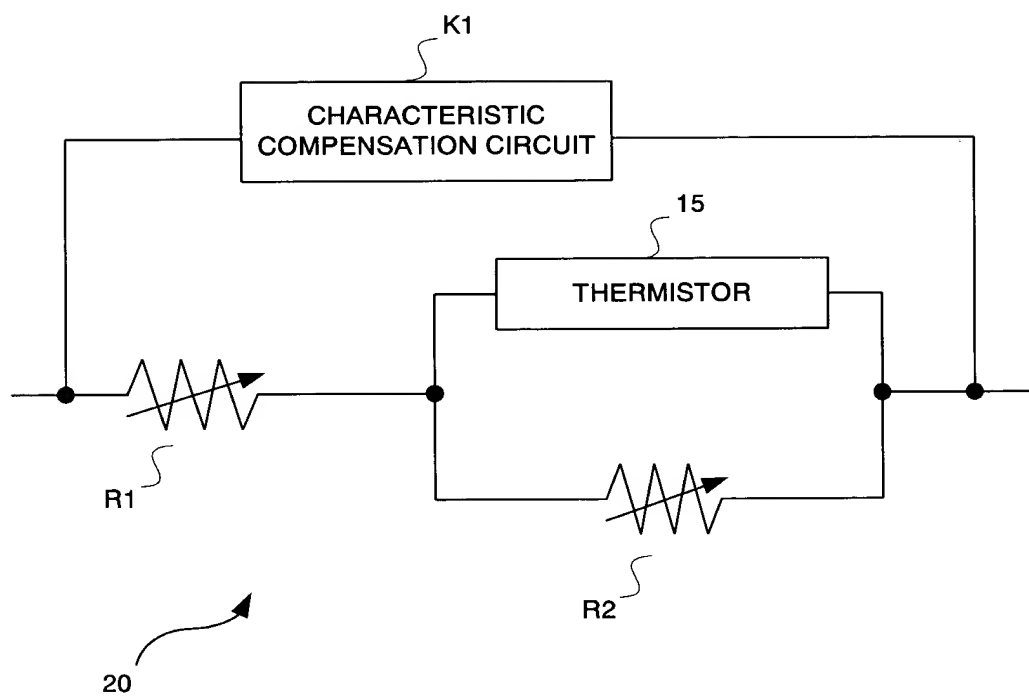 K1
CHARACTERISTIC
COMPENSATION CIRCUIT
15
THERMISTOR
R1
R2
20